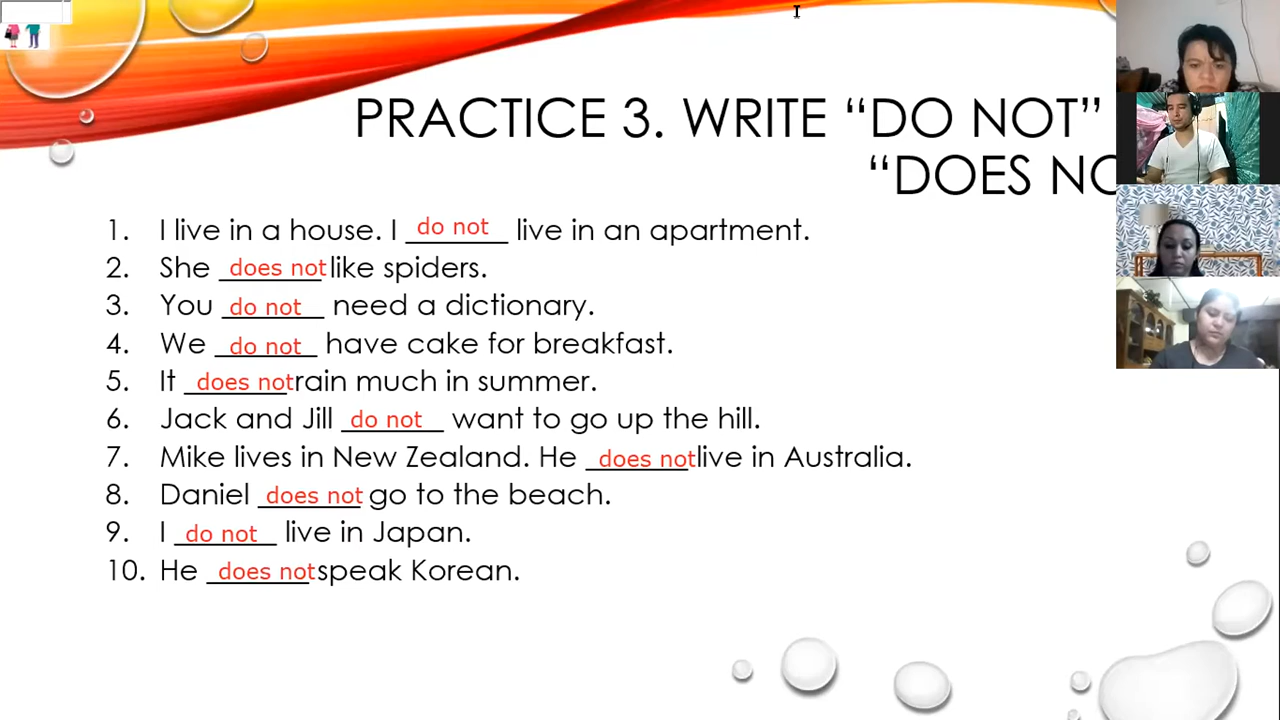 PRACTICE 3. WRITE “DO NOT”
“DOES NO
1. I live in a house. I do not live in an apartment.
2. She does not like spiders.
3. You do not need a dictionary.
4. We do not have cake for breakfast.
5. It does not rain much in summer.
6. Jack and Jill do not want to go up the hill.
7. Mike lives in New Zealand. He does not live in Australia.
8. Daniel does not go to the beach.
9. I do not live in Japan.
10. He does not speak Korean.